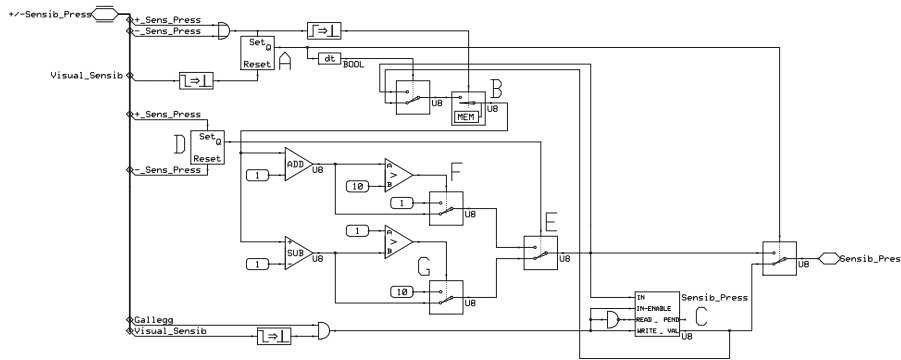 +/-Sensib_Press
+_Sens_Press
-_Sens_Press
Set
Q
Reset
A
Visual_Sensib
dt
BOOL
U8
B
MEM
U8
+_Sens_Press
D
Set
Q
Reset
-_Sens_Press
ADD
U8
1
A
>
B
10
F
1
U8
E
+
SUB
-
U8
1
1
A
>
B
G
10
U8
U8
U8
Sensib_Pres
IN
Sensib_Press
IN-ENABLE
READ_ PEND
C
WRITE_ VAL
U8
Gallegg
Visual_Sensib